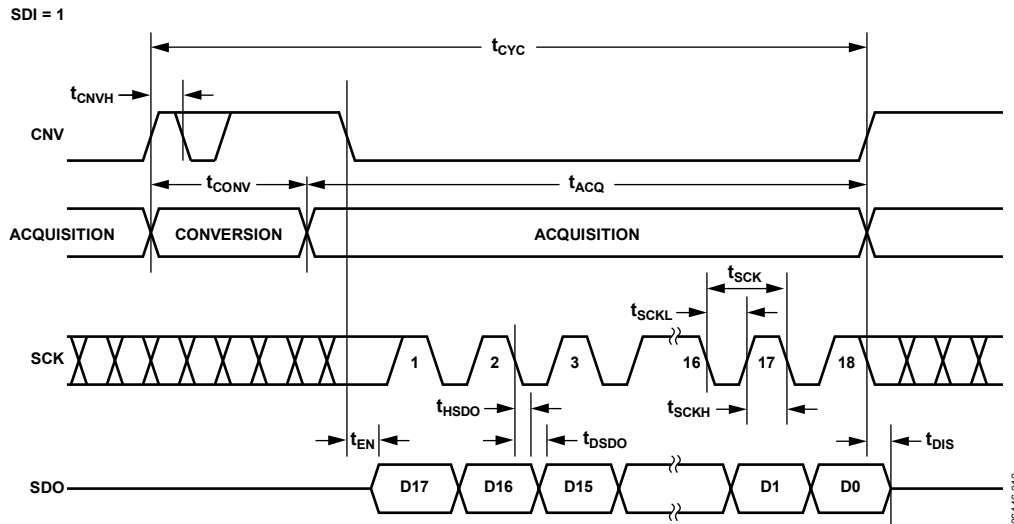 SDI = 1
tCYC
tCNVH
CNV
tCONV
tACQ
ACQUISITION
CONVERSION
ACQUISITION
tSCK
tSCKL
SCK
1
2
3
16
17
18
tHSDO
tSCKH
tEN
tDSDO
tDIS
SDO
D17
D16
D15
D1
D0